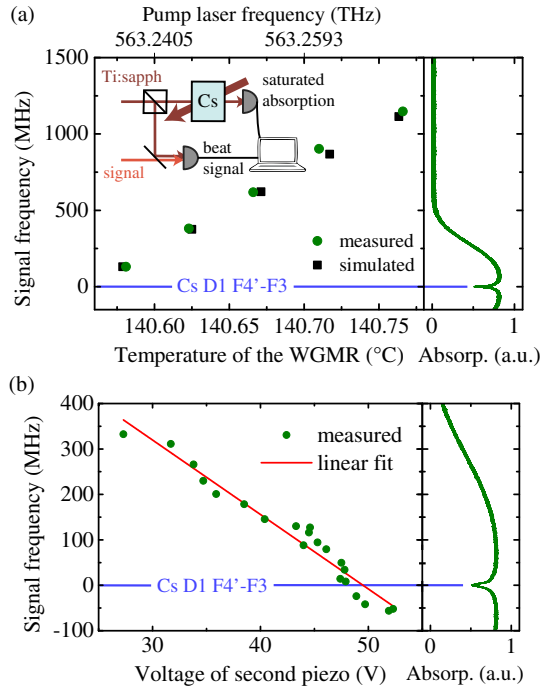 (a)
Pump laser frequency (THz)
563.2405 563.2593
1500
1000
500
0
Signal frequency (MHz)
Ti:sapph
Cs
saturated
absorption
signal
beat
signal
measured
simulated
Cs D1 F4'-F3
140.60 140.65 140.70 140.75 0 1
Temperature of the WGMR (°C) Absorp. (a.u.)
(b)
400
300
200
100
0
-100
Signal frequency (MHz)
measured
linear fit
Cs D1 F4'-F3
30 40 50 0 1
Voltage of second piezo (V) Absorp. (a.u.)